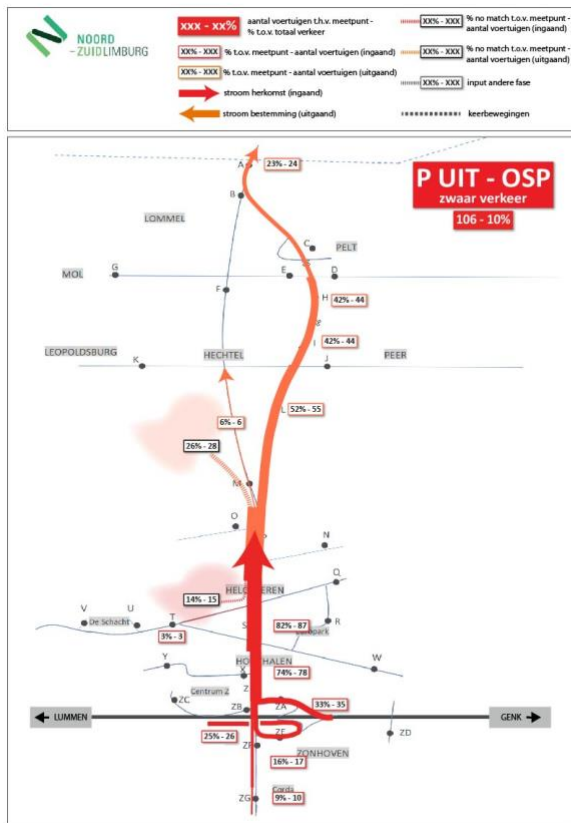 NOORD
-ZUIDLIMBURG
xxx - xx%
aantal voertuigen t.h.v. meetpunt -
% t.o.v. totaal verkeer
XX% - XXX
% t.o.v. meetpunt - aantal voertuigen (ingaand)
XX% - XXX
% t.o.v. meetpunt - aantal voertuigen (uitgaand)
stroom herkomst (ingaand)
stroom bestemming (uitgaand)
XX% - XXX
% no match t.o.v. meetpunt -
aantal voertuigen (ingaand)
XX% - XXX
% no match t.o.v. meetpunt -
aantal voertuigen (uitgaand)
XX% - XXX
input andere fase
keerbewegingen
P UIT - OSP
zwaar verkeer
106 - 10%
A
23% - 24
B
LOMMEL
C
PELT
MOL
G
E
D
F
H
42% - 44
I
42% - 44
LEOPOLDSBURG
HECHTEL
PEER
K
J
L
52% - 55
6% - 6
26% - 28
M
O
N
Q
14% - 15
V
U
De Schacht
T
S
82% - 87
R
3% - 3
Y
W
X
74% - 78
Z
Centrum Z
ZC
ZB
ZA
33% - 35
LUMMEN
GENK
25% - 26
ZE
ZD
ZONHOVEN
16% - 17
ZG
9% - 10